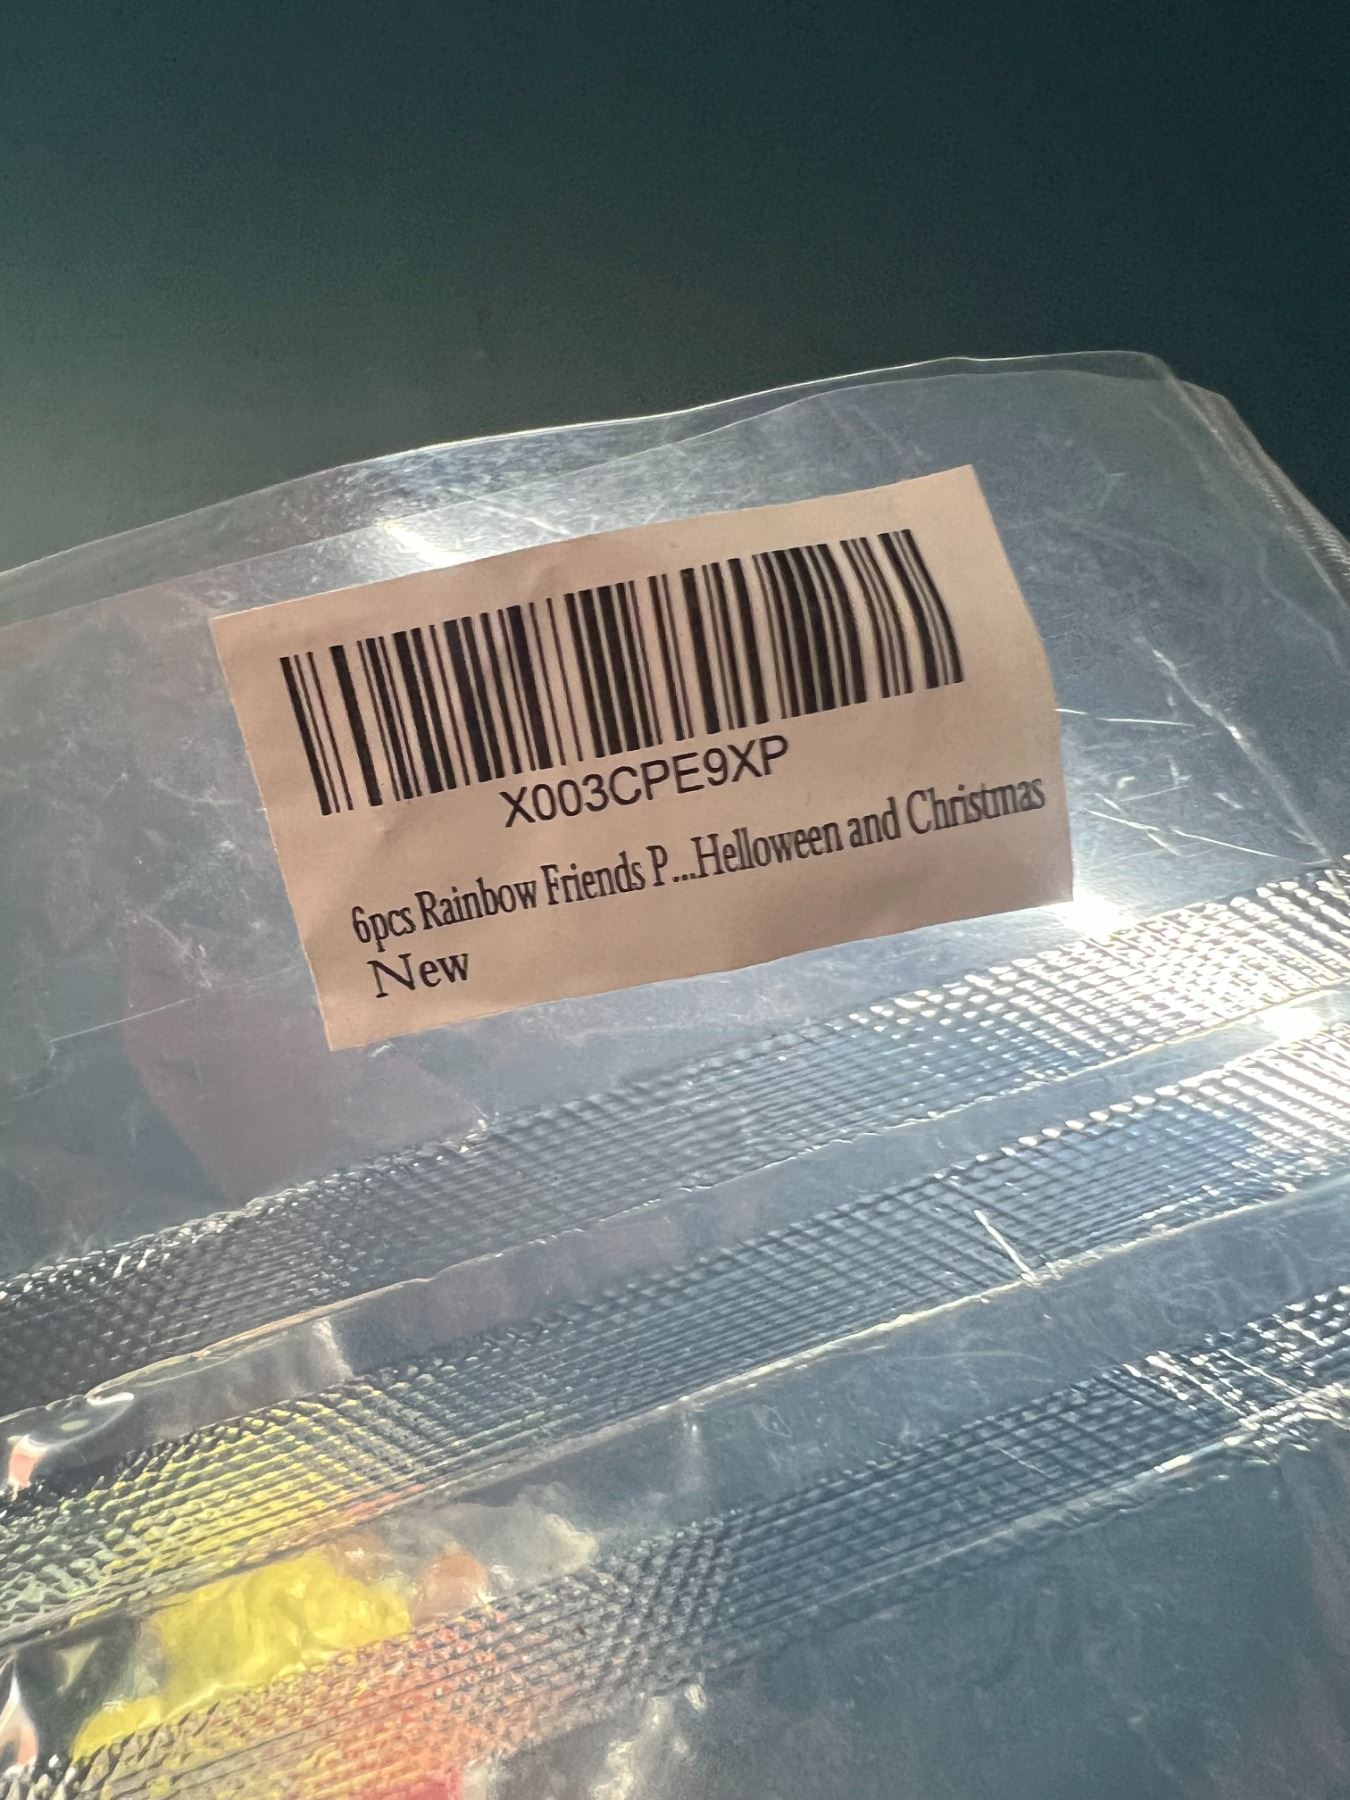 X003CPE9XP
6pcs Rainbow Friends P...Helloween and Christmas
New